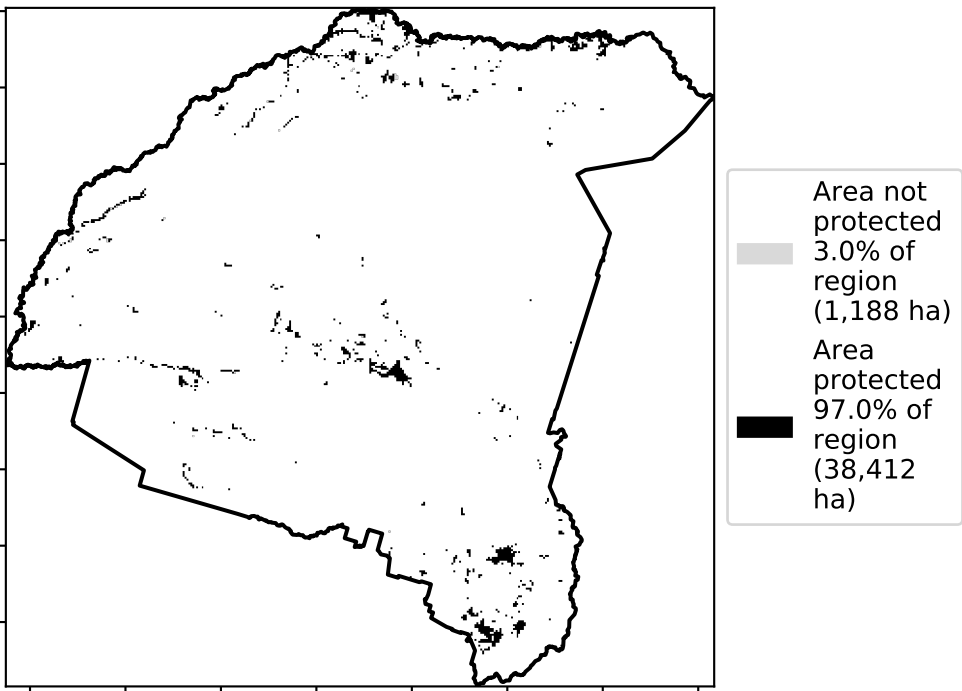 Area not
protected
3.0% of
region
(1,188 ha)
Area
protected
97.0% of
region
(38,412
ha)